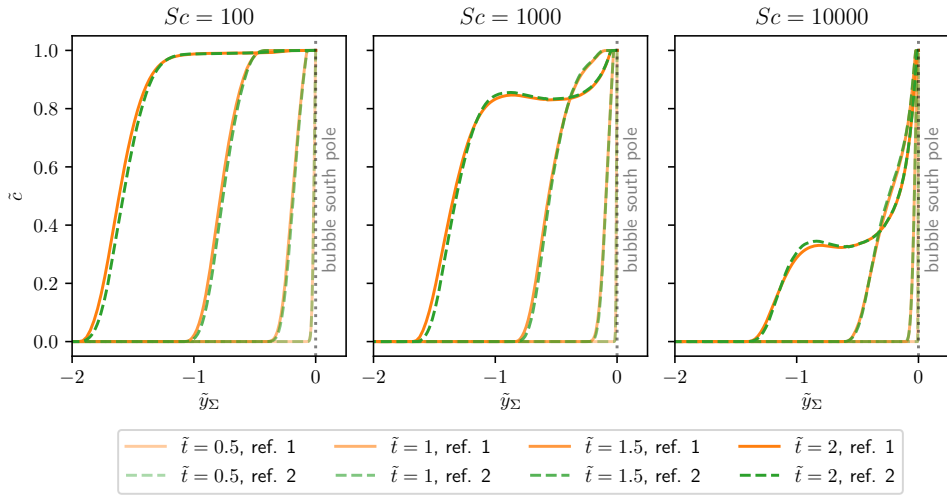 Sc = 100 Sc = 1000 Sc = 10000
1.0
0.8
0.6
0.4
0.2
0.0
c̃
bubble south pole bubble south pole bubble south pole
−2 −1 0 −2 −1 0 −2 −1 0
ỹ_Σ ỹ_Σ ỹ_Σ
t̃ = 0.5, ref. 1 t̃ = 1, ref. 1 t̃ = 1.5, ref. 1 t̃ = 2, ref. 1
t̃ = 0.5, ref. 2 t̃ = 1, ref. 2 t̃ = 1.5, ref. 2 t̃ = 2, ref. 2